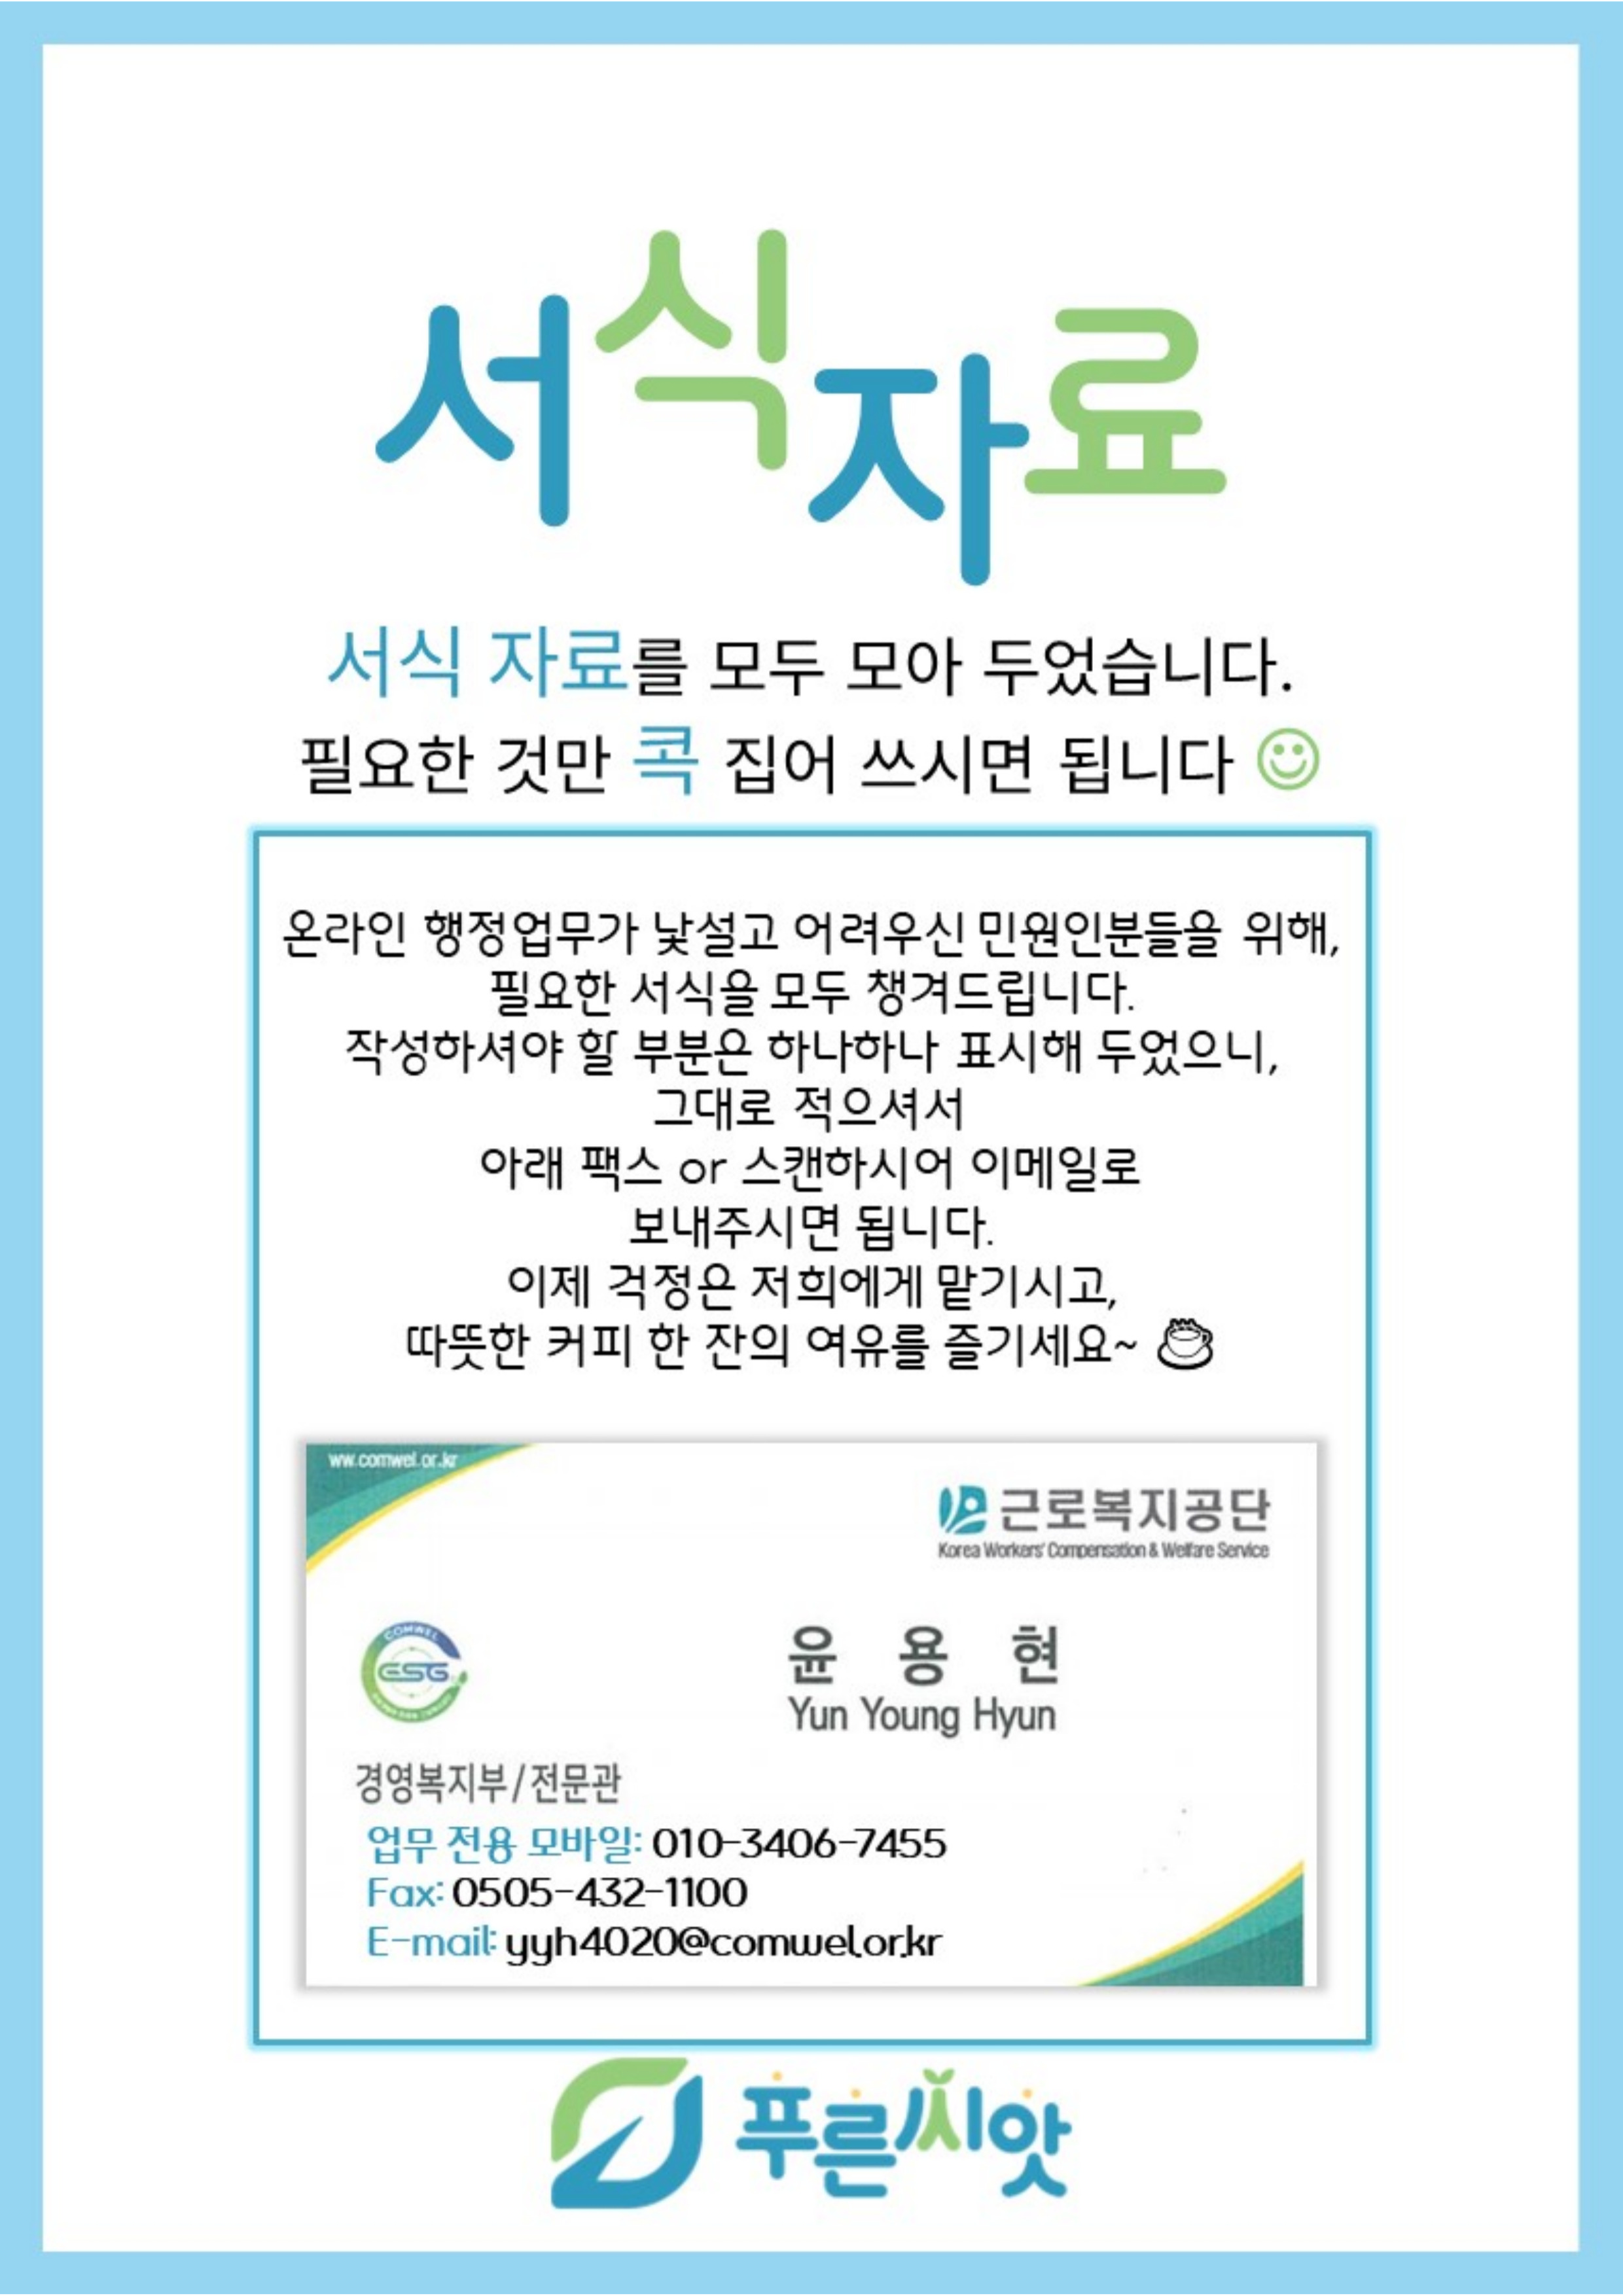 서식자료
서식 자료를 모두 모아 두었습니다.
필요한 것만 콕 집어 쓰시면 됩니다
온라인 행정업무가 낯설고 어려우신 민원인분들을 위해,
필요한 서식을 모두 챙겨드립니다.
작성하셔야 할 부분은 하나하나 표시해 두었으니,
그대로 적으셔서
아래 팩스 or 스캔하시어 이메일로
보내주시면 됩니다.
이제 걱정은 저희에게 맡기시고,
따뜻한 커피 한 잔의 여유를 즐기세요~
ww.comwel.or.kr
근로복지공단
Korea Workers' Compensation & Welfare Service
COMWEL
ESG
윤 용 현
Yun Young Hyun
경영복지부/전문관
업무 전용 모바일: 010-3406-7455
Fax: 0505-432-1100
E-mail: yyh4020@comwel.or.kr
푸른씨앗